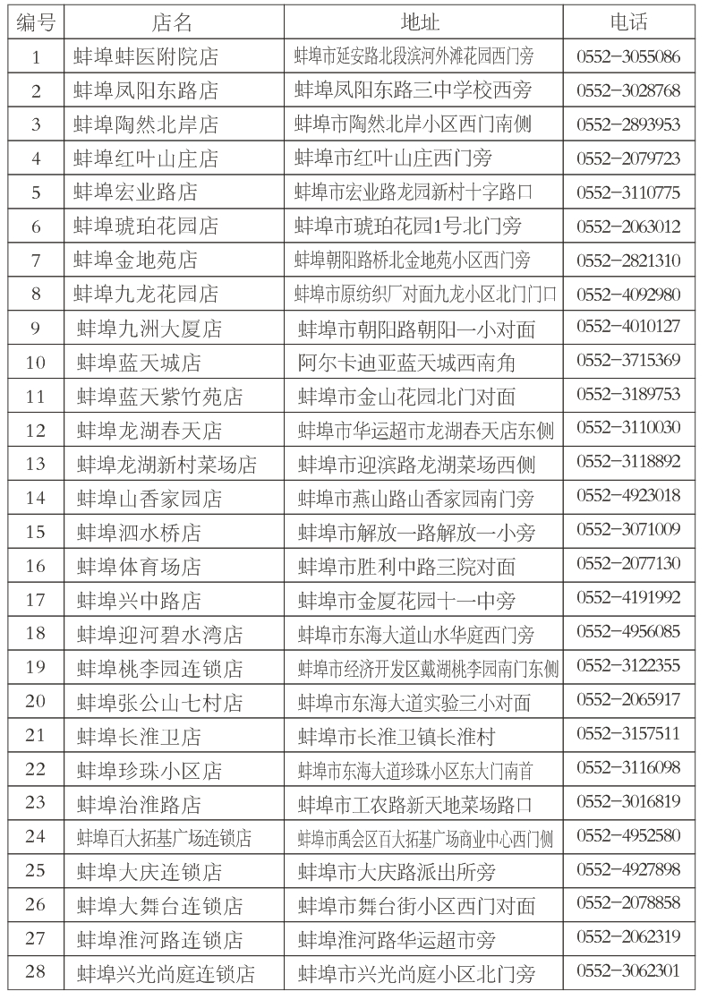 编号 店名 地址 电话
1 蚌埠蚌医附院店 蚌埠市延安路北段滨河外滩花园西门旁 0552-3055086
2 蚌埠凤阳东路店 蚌埠凤阳东路三中学校西旁 0552-3028768
3 蚌埠陶然北岸店 蚌埠市陶然北岸小区西门南侧 0552-2893953
4 蚌埠红叶山庄店 蚌埠市红叶山庄西门旁 0552-2079723
5 蚌埠宏业路店 蚌埠市宏业路龙园新村十字路口 0552-3110775
6 蚌埠琥珀花园店 蚌埠市琥珀花园1号北门旁 0552-2063012
7 蚌埠金地苑店 蚌埠朝阳路桥北金地苑小区西门旁 0552-2821310
8 蚌埠九龙花园店 蚌埠市原纺织厂对面九龙小区北门门口 0552-4092980
9 蚌埠九洲大厦店 蚌埠市朝阳路朝阳一小对面 0552-4010127
10 蚌埠蓝天城店 阿尔卡迪亚蓝天城西南角 0552-3715369
11 蚌埠蓝天紫竹苑店 蚌埠市金山花园北门对面 0552-3189753
12 蚌埠龙湖春天店 蚌埠市华运超市龙湖春天店东侧 0552-3110030
13 蚌埠龙湖新村菜场店 蚌埠市迎滨路龙湖菜场西侧 0552-3118892
14 蚌埠山香家园店 蚌埠市燕山路山香家园南门旁 0552-4923018
15 蚌埠泗水桥店 蚌埠市解放一路解放一小旁 0552-3071009
16 蚌埠体育场店 蚌埠市胜利中路三院对面 0552-2077130
17 蚌埠兴中路店 蚌埠市金厦花园十一中旁 0552-4191992
18 蚌埠迎河碧水湾店 蚌埠市东海大道山水华庭西门旁 0552-4956085
19 蚌埠桃李园连锁店 蚌埠市经济开发区戴湖桃李园南门东侧 0552-3122355
20 蚌埠张公山七村店 蚌埠市东海大道实验三小对面 0552-2065917
21 蚌埠长淮卫店 蚌埠市长淮卫镇长淮村 0552-3157511
22 蚌埠珍珠小区店 蚌埠市东海大道珍珠小区东大门南首 0552-3116098
23 蚌埠治淮路店 蚌埠市工农路新天地菜场路口 0552-3016819
24 蚌埠百大拓基广场连锁店 蚌埠市禹会区百大拓基广场商业中心西门侧 0552-4952580
25 蚌埠大庆连锁店 蚌埠市大庆路派出所旁 0552-4927898
26 蚌埠大舞台连锁店 蚌埠市舞台街小区西门对面 0552-2078858
27 蚌埠淮河路连锁店 蚌埠淮河路华运超市旁 0552-2062319
28 蚌埠兴光尚庭连锁店 蚌埠市兴光尚庭小区北门旁 0552-3062301